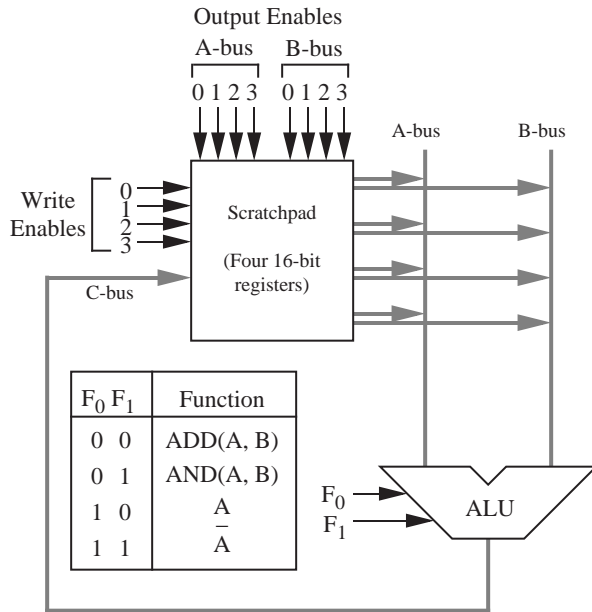 Output Enables
A-bus B-bus
0 1 2 3 0 1 2 3
A-bus B-bus
Write
Enables
0
1
2
3
Scratchpad
(Four 16-bit
registers)
C-bus
F0 F1 Function
0 0 ADD(A, B)
0 1 AND(A, B)
1 0 A
1 1 A̅
F0
F1
ALU